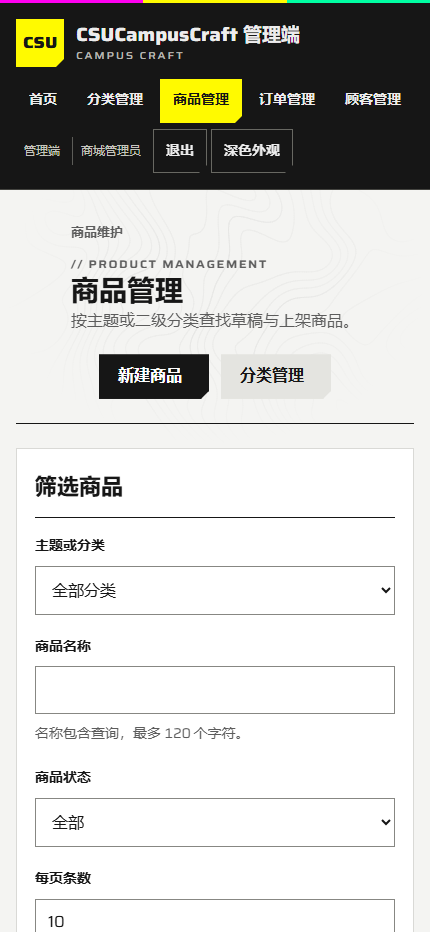 CSU
CSUCampusCraft 管理端
CAMPUS CRAFT
首页 分类管理 商品管理 订单管理 顾客管理
管理端 商城管理员 退出 深色外观
商品维护
// PRODUCT MANAGEMENT
商品管理
按主题或二级分类查找草稿与上架商品。
新建商品 分类管理
筛选商品
主题或分类
全部分类
商品名称
名称包含查询，最多 120 个字符。
商品状态
全部
每页条数
10